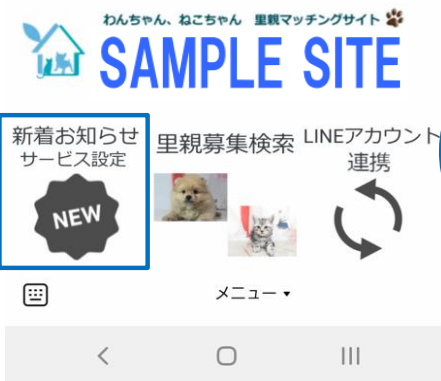 わんちゃん、ねこちゃん 里親マッチングサイト
SAMPLE SITE
新着お知らせ
サービス設定
NEW
里親募集検索
LINEアカウント
連携
メニュー▼